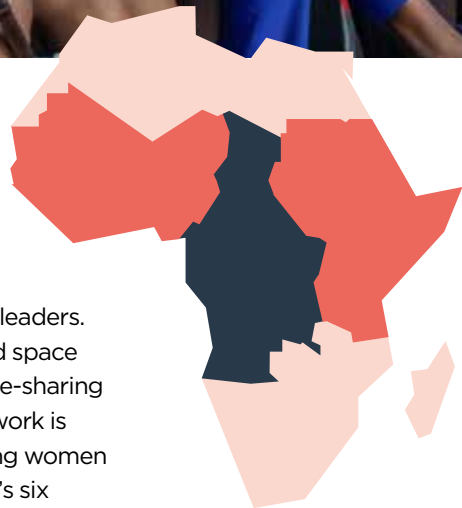 leaders.
space
e-sharing
work is
women
's six